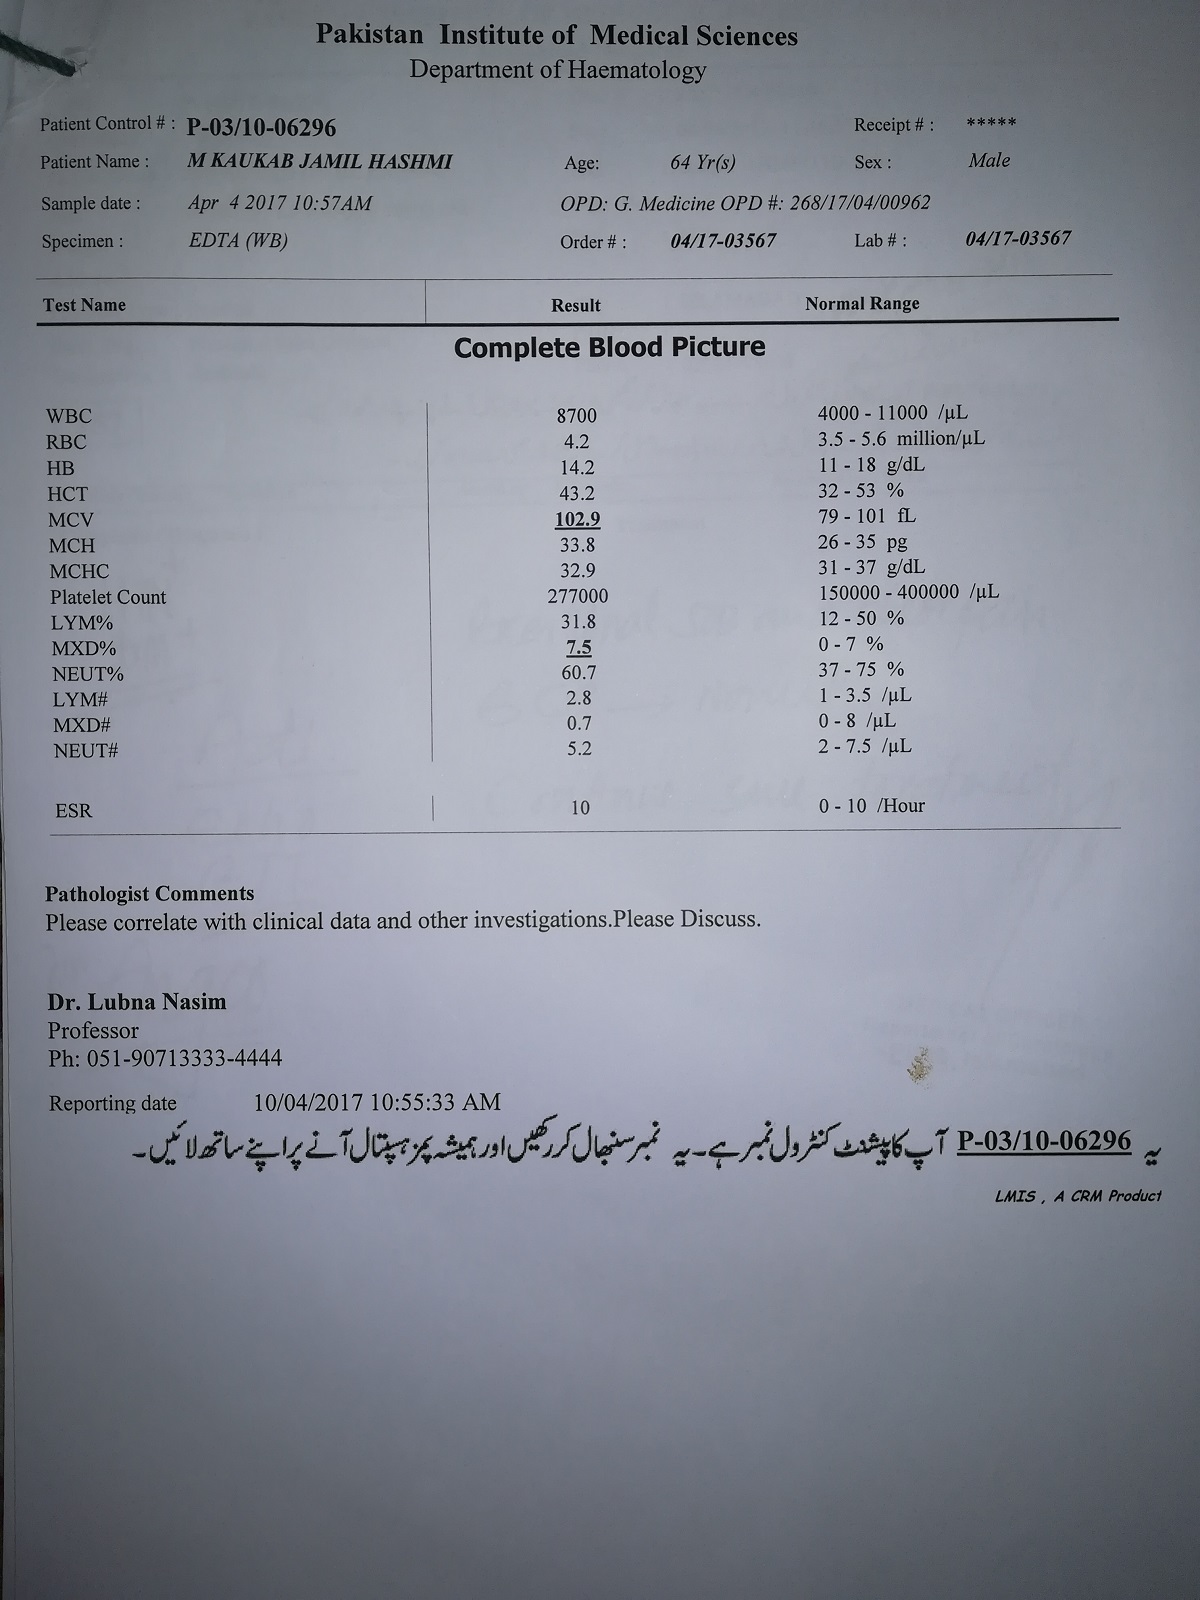 Pakistan Institute of Medical Sciences
Department of Haematology
Patient Control # : P-03/10-06296 Receipt # : *****
Patient Name : M KAUKAB JAMIL HASHMI Age: 64 Yr(s) Sex : Male
Sample date : Apr 4 2017 10:57AM OPD: G. Medicine OPD #: 268/17/04/00962
Specimen : EDTA (WB) Order # : 04/17-03567 Lab # : 04/17-03567
Test Name Result Normal Range
Complete Blood Picture
WBC 8700 4000 - 11000 /µL
RBC 4.2 3.5 - 5.6 million/µL
HB 14.2 11 - 18 g/dL
HCT 43.2 32 - 53 %
MCV 102.9 79 - 101 fL
MCH 33.8 26 - 35 pg
MCHC 32.9 31 - 37 g/dL
Platelet Count 277000 150000 - 400000 /µL
LYM% 31.8 12 - 50 %
MXD% 7.5 0 - 7 %
NEUT% 60.7 37 - 75 %
LYM# 2.8 1 - 3.5 /µL
MXD# 0.7 0 - 8 /µL
NEUT# 5.2 2 - 7.5 /µL
ESR 10 0 - 10 /Hour
Pathologist Comments
Please correlate with clinical data and other investigations.Please Discuss.
Dr. Lubna Nasim
Professor
Ph: 051-90713333-4444
Reporting date 10/04/2017 10:55:33 AM
یہ P-03/10-06296 آپ کا پیشنٹ کنٹرول نمبر ہے۔ یہ نمبر سنبھال کر رکھیں اور ہمیشہ پمز ہسپتال آنے پر اپنے ساتھ لائیں۔
LMIS , A CRM Product